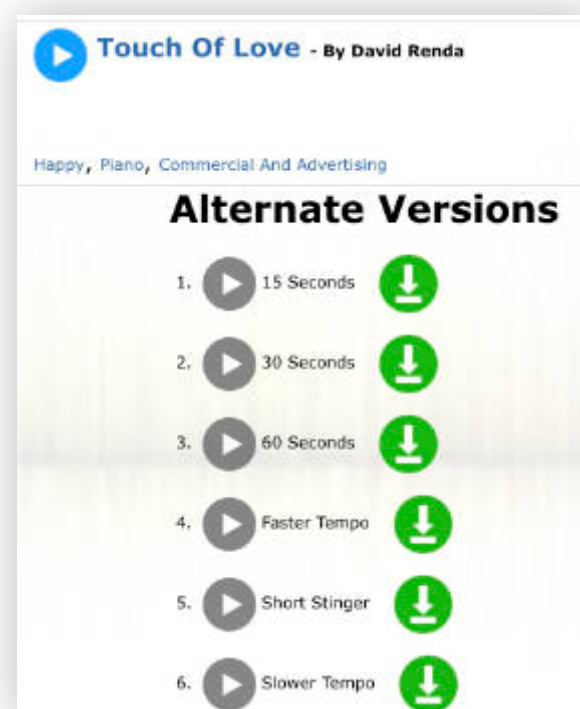 Touch Of Love - By David Renda
Happy, Piano, Commercial And Advertising
Alternate Versions
1. 15 Seconds
2. 30 Seconds
3. 60 Seconds
4. Faster Tempo
5. Short Stinger
6. Slower Tempo